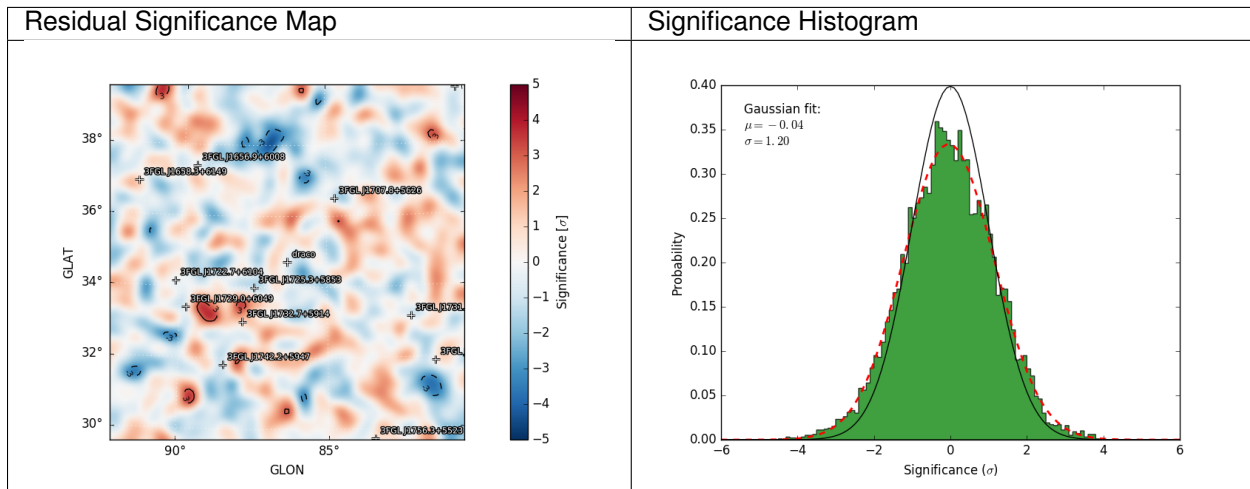 Residual Significance Map
Significance Histogram
38°
36°
34°
32°
30°
GLAT
90°
85°
GLON
3FGL J1656.9+6008
3FGL J1658.3+6149
3FGL J1707.8+5626
draco
3FGL J1722.7+6104
3FGL J1725.3+5853
3EGL J1729.0+6049
3FGL J1732.7+5914
3FGL J1731
3EGL J1742.2+5947
3FGL
3FGL J1756.3+5523
5
4
3
2
1
0
−1
−2
−3
−4
−5
Significance [σ]
0.40
0.35
0.30
0.25
0.20
0.15
0.10
0.05
0.00
Probability
Gaussian fit:
μ = −0.04
σ = 1.20
−6 −4 −2 0 2 4 6
Significance (σ)